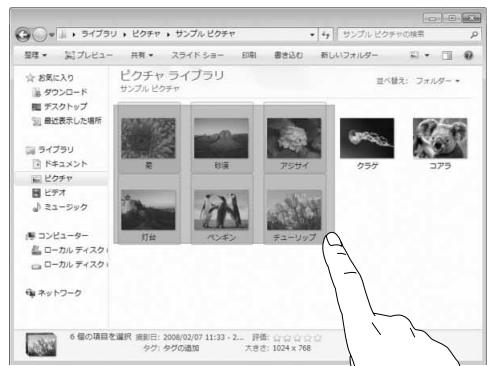 ライブラリ ピクチャ サンプル ピクチャ
サンプル ピクチャの検索
整理 プレビュー 共有 スライド ショー 印刷 書き込む 新しいフォルダー
お気に入り
ダウンロード
デスクトップ
最近表示した場所
ライブラリ
ドキュメント
ピクチャ
ビデオ
ミュージック
コンピューター
ローカル ディスク
ローカル ディスク
ネットワーク
ピクチャ ライブラリ
サンプル ピクチャ
並べ替え: フォルダー
菊 砂漠 アジサイ クラゲ コアラ
灯台 ペンギン チューリップ
6 個の項目を選択 撮影日: 2008/02/07 11:33 - 2... 評価:
タグ: タグの追加 大きさ: 1024 x 768